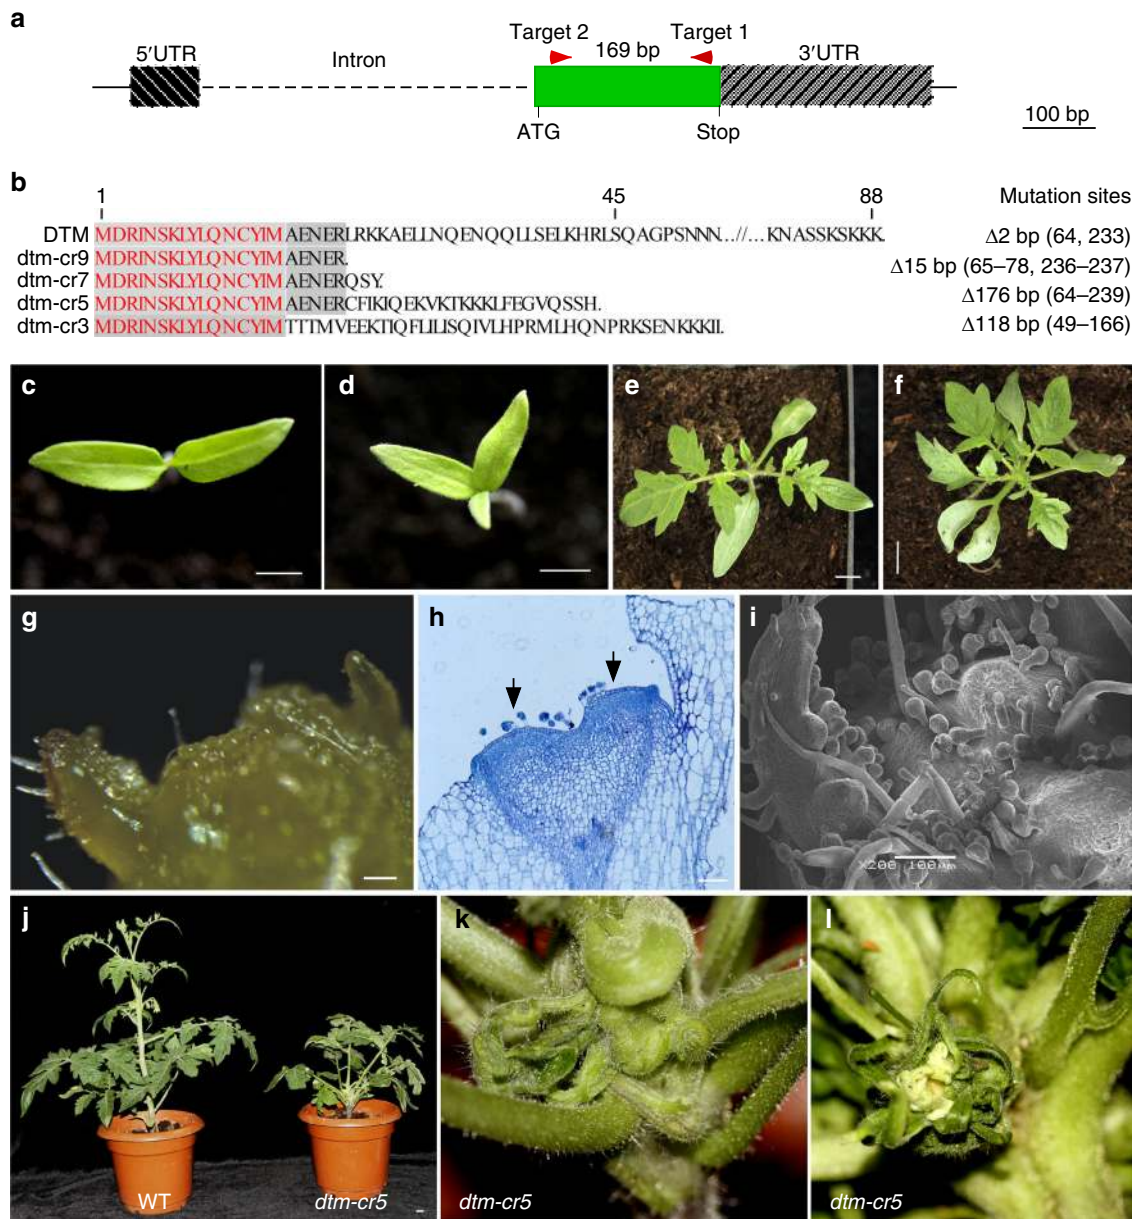 a
Target 2
Target 1
5′UTR
Intron
169 bp
3′UTR
ATG
Stop
100 bp
b
1 45 88 Mutation sites
DTM MDRINSKLYLQNCYIMAENERLRKKAELLNQENQQLLSELKHRLSQAGPSNNN...//...KNASSKSKKK. Δ2 bp (64, 233)
dtm-cr9 MDRINSKLYLQNCYIMAENER. Δ15 bp (65–78, 236–237)
dtm-cr7 MDRINSKLYLQNCYIMAENERQSY. Δ176 bp (64–239)
dtm-cr5 MDRINSKLYLQNCYIMAENERCFIKIQEKVKTKKKLFEGVQSSH. Δ118 bp (49–166)
dtm-cr3 MDRINSKLYLQNCYIMTTTMVEEKTIQFLILISQIVLHPRMLHQNPRKSENKKKII.
c
d
e
f
g
h
i
×200 100μm
j
WT
dtm-cr5
k
dtm-cr5
l
dtm-cr5